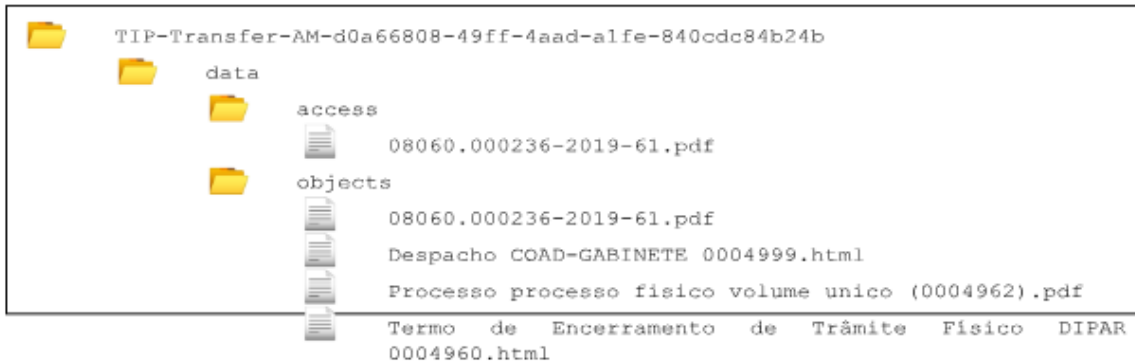 TIP-Transfer-AM-d0a66808-49ff-4aad-a1fe-840cdc84b24b
data
access
08060.000236-2019-61.pdf
objects
08060.000236-2019-61.pdf
Despacho COAD-GABINETE 0004999.html
Processo processo fisico volume unico (0004962).pdf
Termo de Encerramento de Trâmite Físico DIPAR
0004960.html